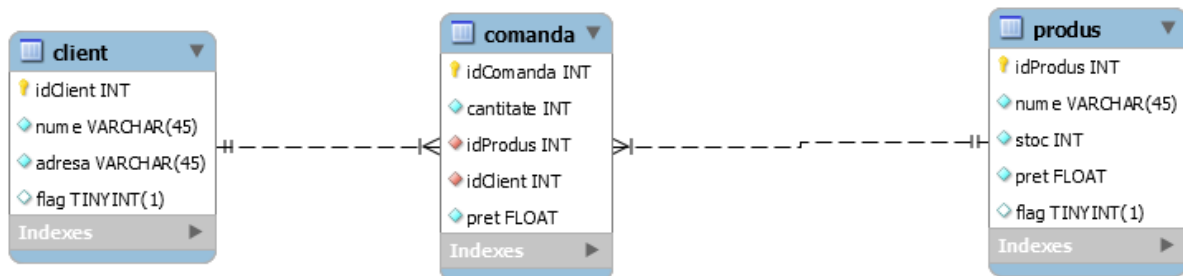 client
idClient INT
nume VARCHAR(45)
adresa VARCHAR(45)
flag TINYINT(1)
Indexes
comanda
idComanda INT
cantitate INT
idProdus INT
idClient INT
pret FLOAT
Indexes
produs
idProdus INT
nume VARCHAR(45)
stoc INT
pret FLOAT
flag TINYINT(1)
Indexes